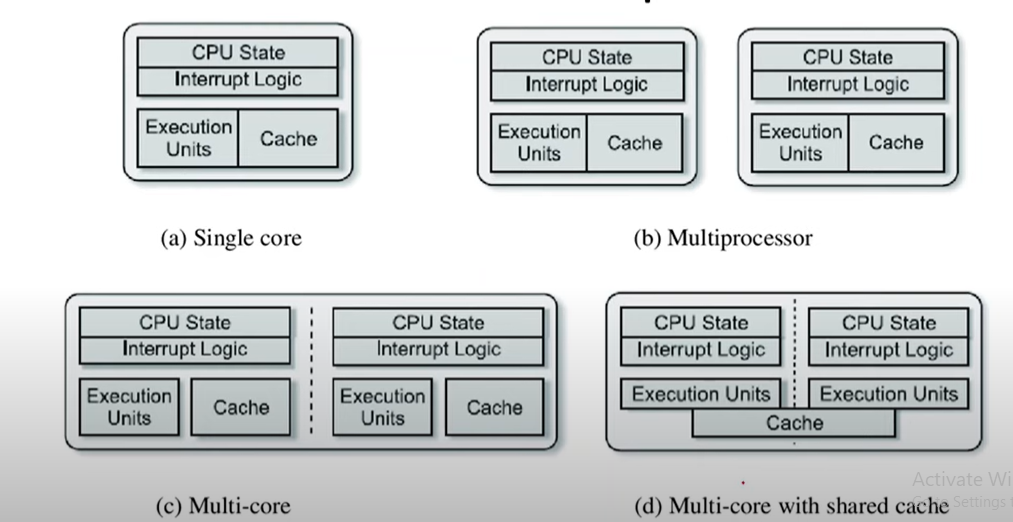 CPU State
Interrupt Logic
Execution
Units
Cache
(a) Single core
CPU State
Interrupt Logic
Execution
Units
Cache
CPU State
Interrupt Logic
Execution
Units
Cache
(b) Multiprocessor
CPU State
Interrupt Logic
Execution
Units
Cache
CPU State
Interrupt Logic
Execution
Units
Cache
(c) Multi-core
CPU State
Interrupt Logic
Execution Units
CPU State
Interrupt Logic
Execution Units
Cache
(d) Multi-core with shared cache
Activate Wi
Settings